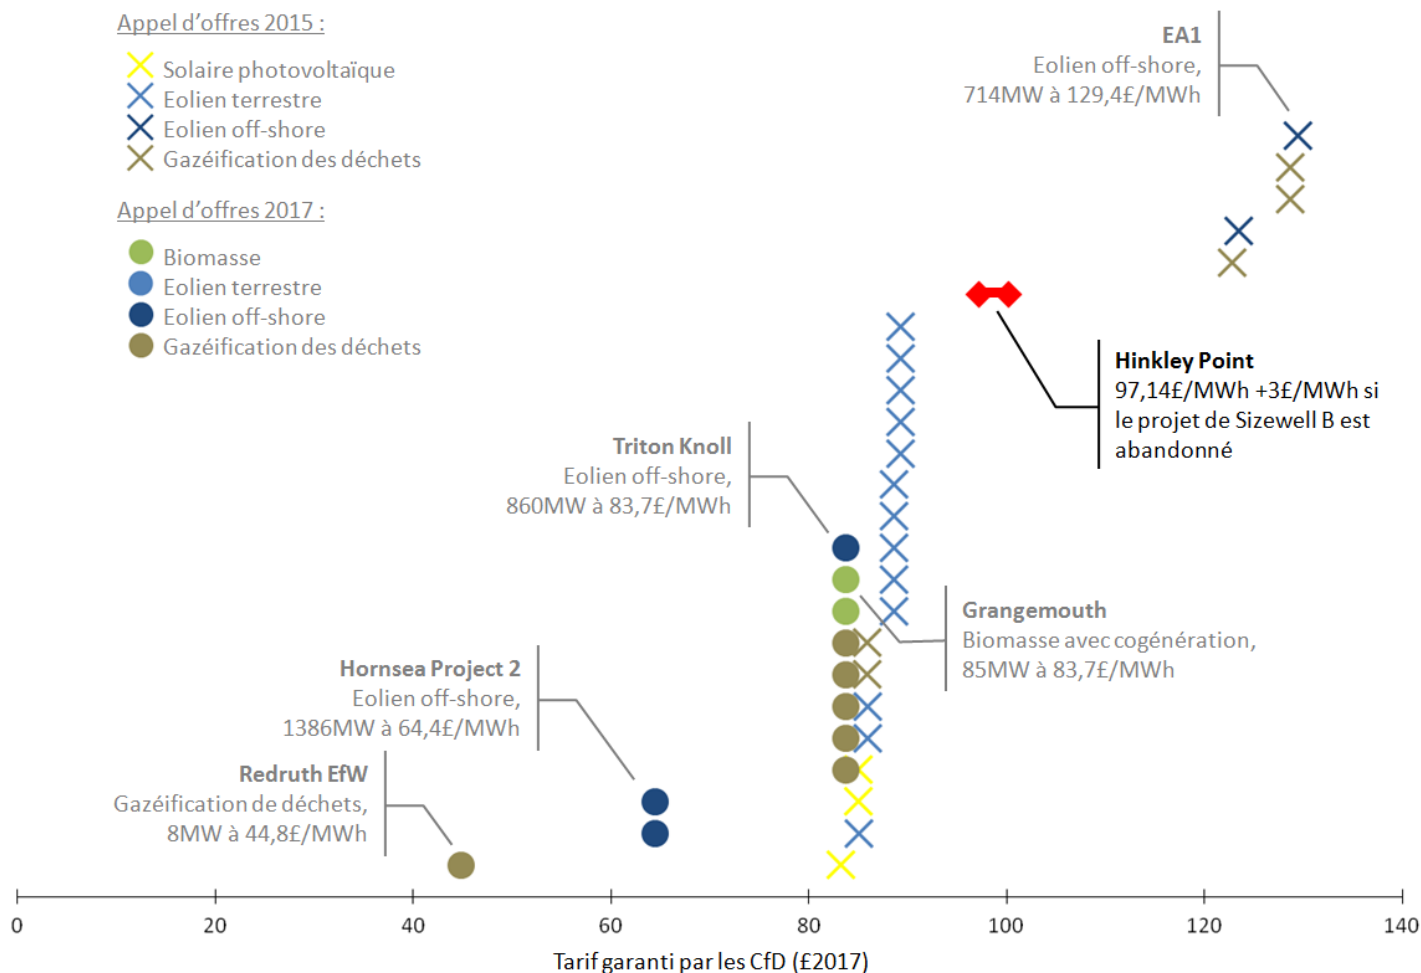 Appel d’offres 2015 :
Solaire photovoltaïque
Eolien terrestre
Eolien off-shore
Gazéification des déchets
Appel d’offres 2017 :
Biomasse
Eolien terrestre
Eolien off-shore
Gazéification des déchets
EA1
Eolien off-shore,
714MW à 129,4£/MWh
Hinkley Point
97,14£/MWh +3£/MWh si
le projet de Sizewell B est
abandonné
Triton Knoll
Eolien off-shore,
860MW à 83,7£/MWh
Grangemouth
Biomasse avec cogénération,
85MW à 83,7£/MWh
Hornsea Project 2
Eolien off-shore,
1386MW à 64,4£/MWh
Redruth EfW
Gazéification de déchets,
8MW à 44,8£/MWh
0 20 40 60 80 100 120 140
Tarif garanti par les CfD (£2017)